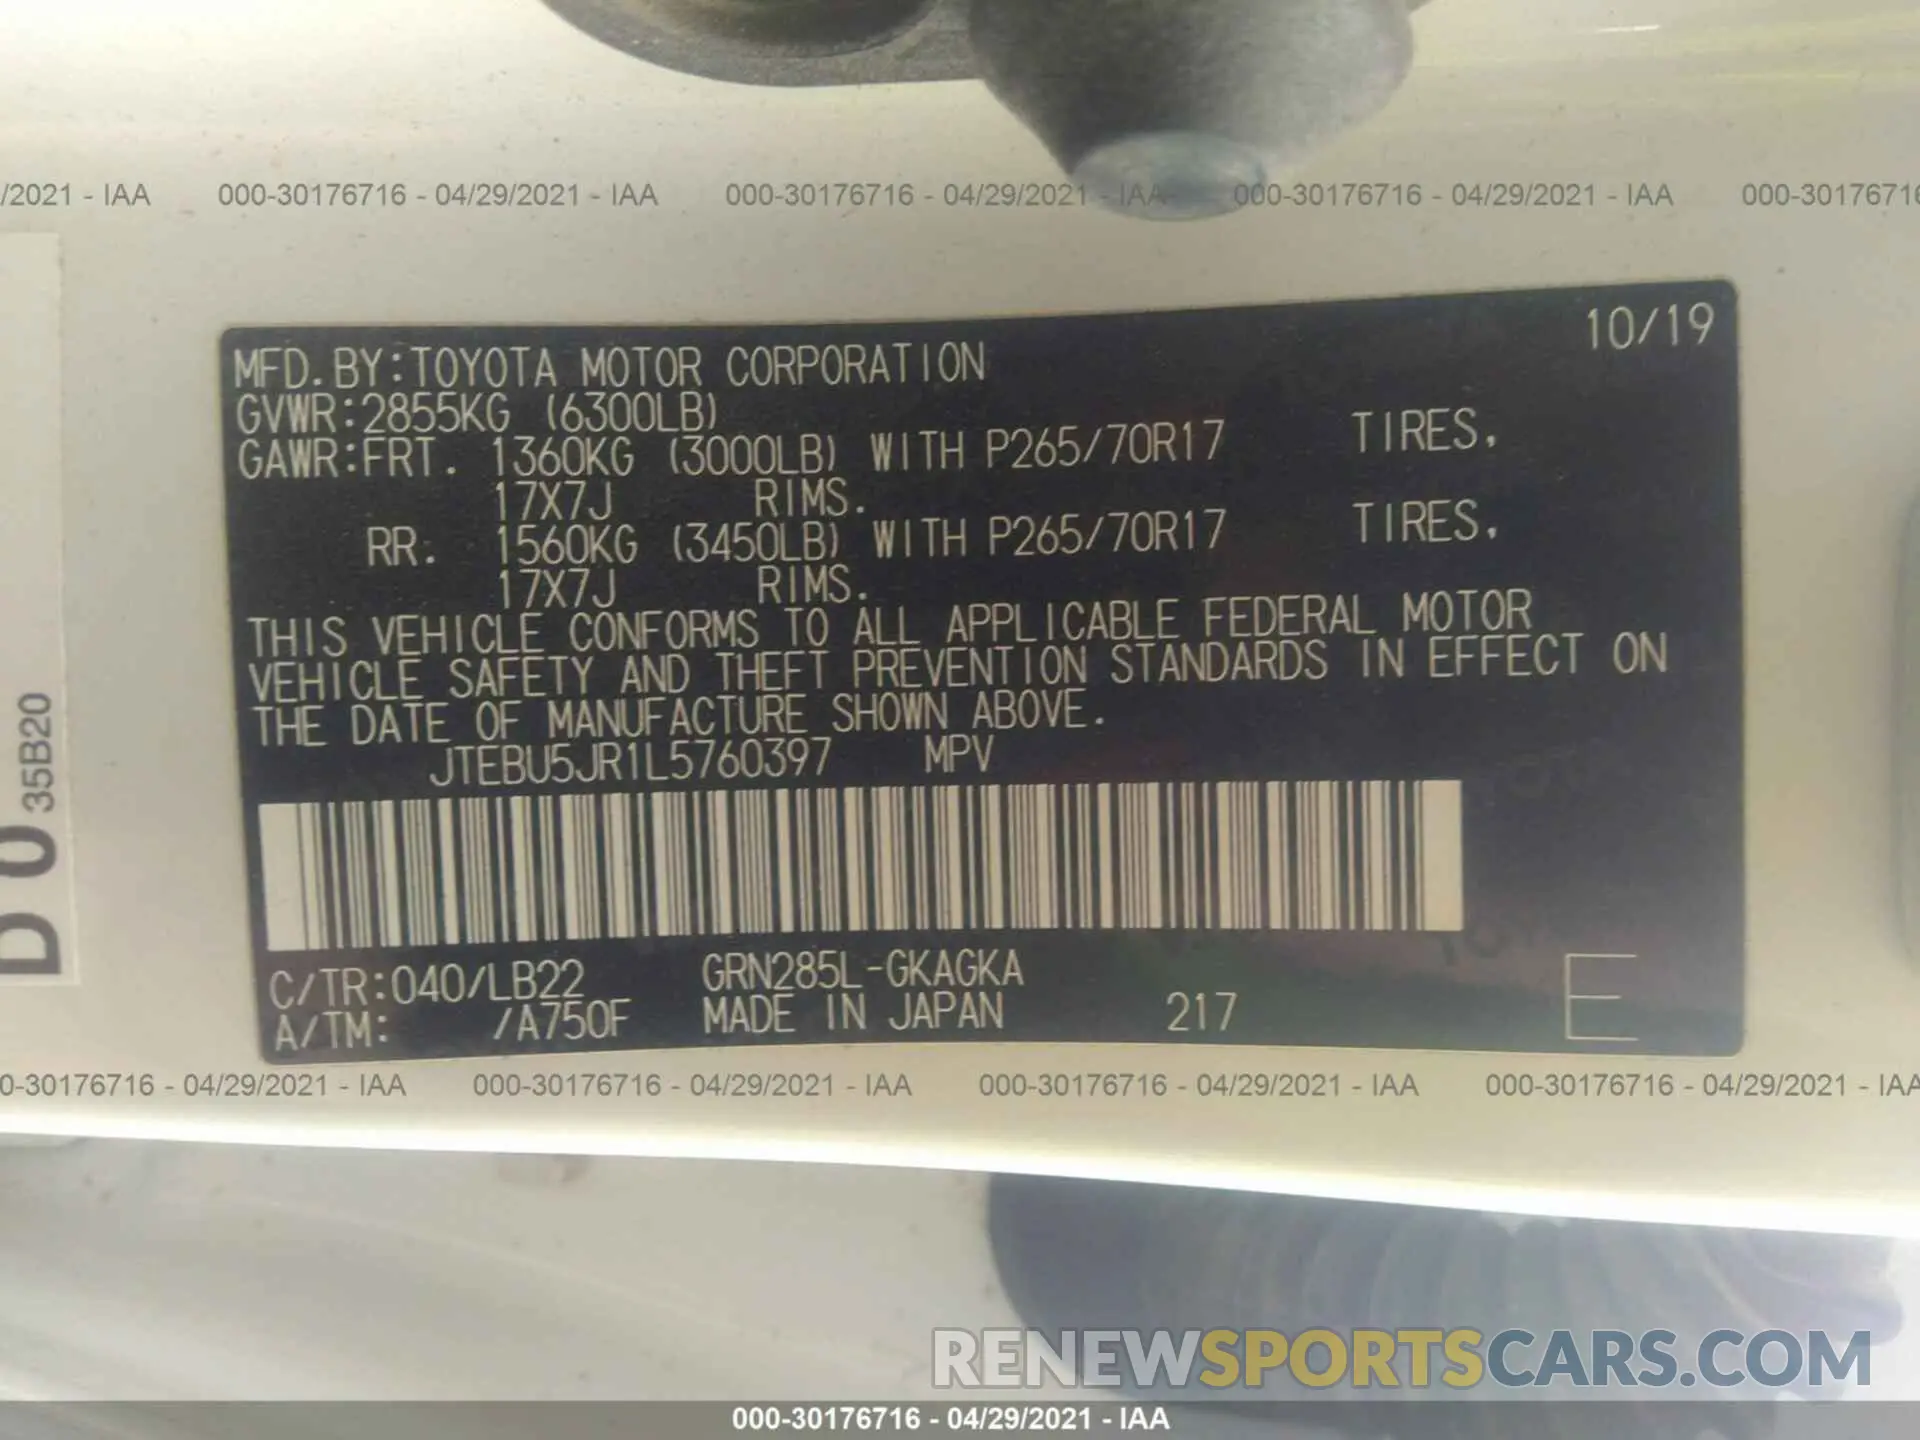 /2021 - IAA 000-30176716 - 04/29/2021 - IAA 000-30176716 - 04/29/2021 - IAA 000-30176716 - 04/29/2021 - IAA 000-30176716
10/19
MFD.BY:TOYOTA MOTOR CORPORATION
GVWR:2855KG (6300LB)
GAWR:FRT. 1360KG (3000LB) WITH P265/70R17 TIRES,
17X7J RIMS.
RR. 1560KG (3450LB) WITH P265/70R17 TIRES,
17X7J RIMS.
THIS VEHICLE CONFORMS TO ALL APPLICABLE FEDERAL MOTOR
VEHICLE SAFETY AND THEFT PREVENTION STANDARDS IN EFFECT ON
THE DATE OF MANUFACTURE SHOWN ABOVE.
JTEBU5JR1L5760397 MPV
C/TR:040/LB22 GRN285L-GKAGKA
A/TM: /A750F MADE IN JAPAN 217 E
D 0 35B20
0-30176716 - 04/29/2021 - IAA 000-30176716 - 04/29/2021 - IAA 000-30176716 - 04/29/2021 - IAA 000-30176716 - 04/29/2021 - IAA
RENEWSPORTSCARS.COM
000-30176716 - 04/29/2021 - IAA